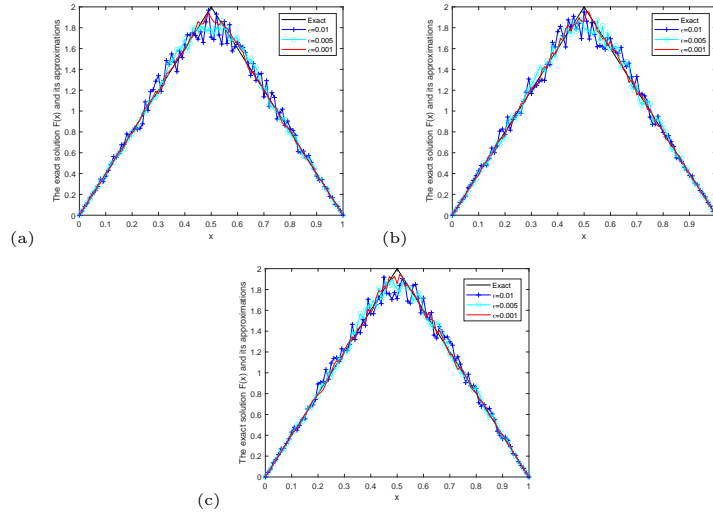 2
1.8
1.6
1.4
1.2
1
0.8
0.6
0.4
0.2
0
The exact solution F(x) and its approximations
Exact
ϵ=0.01
ϵ=0.005
ϵ=0.001
0 0.1 0.2 0.3 0.4 0.5 0.6 0.7 0.8 0.9 1
x
(a)
2
1.8
1.6
1.4
1.2
1
0.8
0.6
0.4
0.2
0
The exact solution F(x) and its approximations
Exact
ϵ=0.01
ϵ=0.005
ϵ=0.001
0 0.1 0.2 0.3 0.4 0.5 0.6 0.7 0.8 0.9
x
(b)
2
1.8
1.6
1.4
1.2
1
0.8
0.6
0.4
0.2
0
The exact solution F(x) and its approximations
Exact
ϵ=0.01
ϵ=0.005
ϵ=0.001
0 0.1 0.2 0.3 0.4 0.5 0.6 0.7 0.8 0.9 1
x
(c)